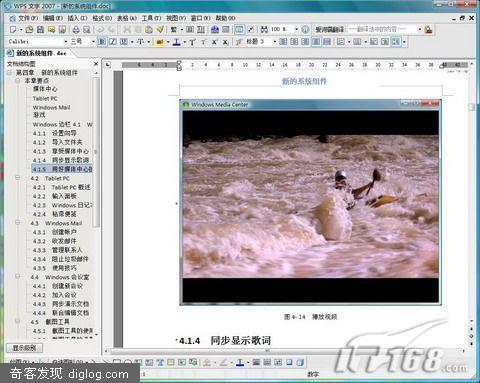 WPS 文字 2007 - [新的系统组件.doc]
文件(F) 编辑(E) 插入(I) 格式(O) 表格(A) 工具(T) 视图(V) 窗口(W) 帮助(H)
100%
Calibri 三号 标题 3
新的系统组件.doc
文档结构图
第四章 新的系统组件
本章要点
媒体中心
Tablet PC
Windows Mail
游戏
Windows 边栏 4.1
4.1.1 设置向导
4.1.2 导入文件夹
4.1.3 享受媒体中心
4.1.4 同步显示歌词
4.1.5 用好媒体中心的
4.2 Tablet PC
4.2.1 Tablet PC 概述
4.2.2 输入面板
4.2.3 Windows 日记本
4.2.4 粘滞便笺
4.3 Windows Mail
4.3.1 创建帐户
4.3.2 收发邮件
4.3.3 管理联系人
4.3.4 阻止垃圾邮件
4.3.5 使用技巧
4.4 Windows 会议室
4.4.1 创建新会议
4.4.2 加入会议
4.4.3 同步演示文档
4.4.4 联合编辑文档
4.5 截图工具
4.5.1 截图工具的使用
显示级别
新的系统组件
Windows Media Center
图 4-14 播放视频
4.1.4 同步显示歌词
数字
IT168.com
奇客发现 diglog.com